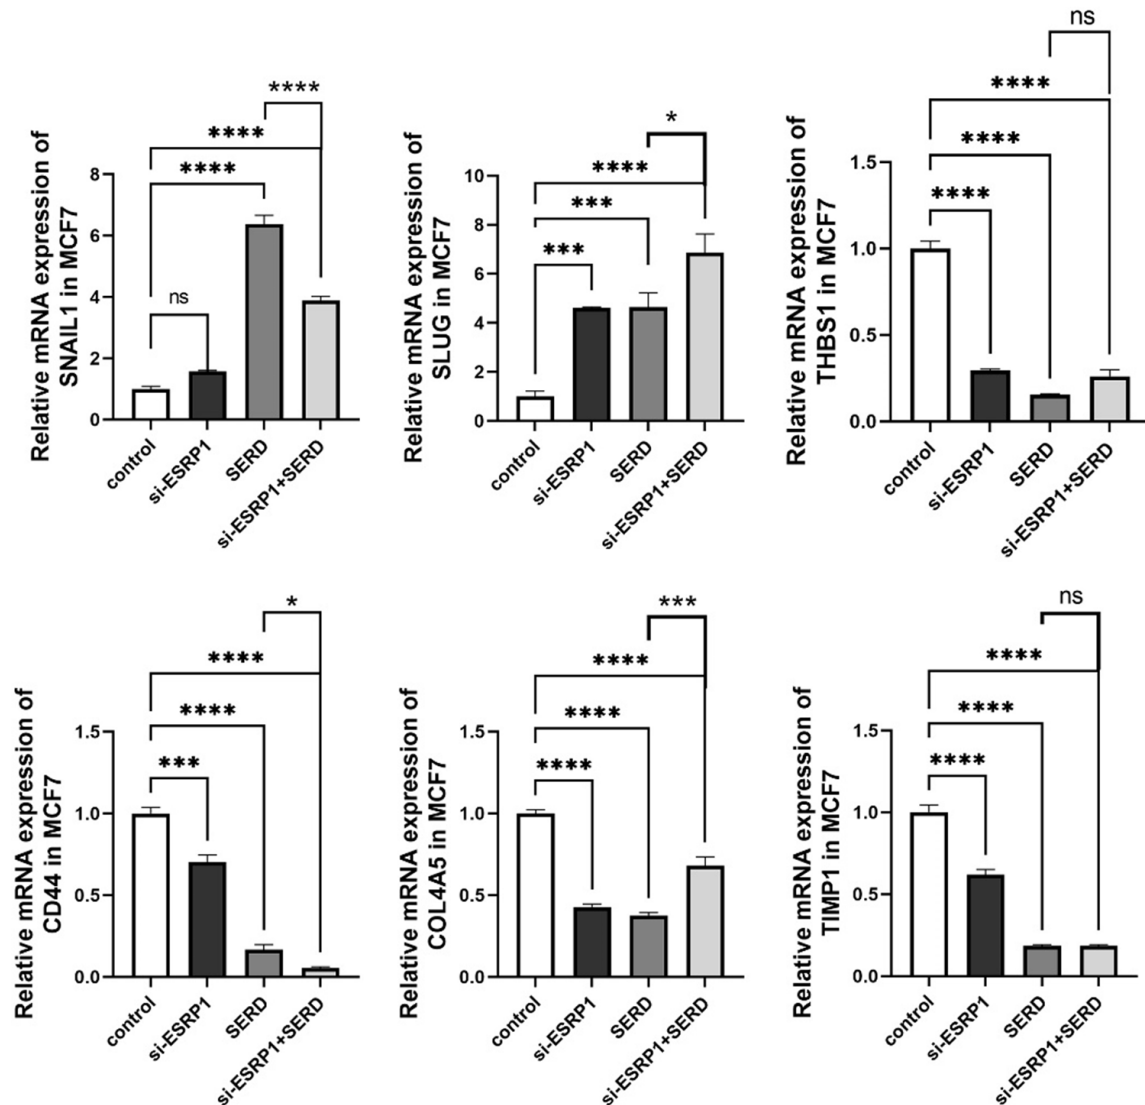 Relative mRNA expression of
SNAIL1 in MCF7
8
6
4
2
0
ns
****
****
****
control
si-ESRP1
SERD
si-ESRP1+SERD
Relative mRNA expression of
SLUG in MCF7
10
8
6
4
2
0
***
***
****
*
control
si-ESRP1
SERD
si-ESRP1+SERD
Relative mRNA expression of
THBS1 in MCF7
1.5
1.0
0.5
0.0
****
****
****
ns
control
si-ESRP1
SERD
si-ESRP1+SERD
Relative mRNA expression of
CD44 in MCF7
1.5
1.0
0.5
0.0
***
****
****
*
control
si-ESRP1
SERD
si-ESRP1+SERD
Relative mRNA expression of
COL4A5 in MCF7
1.5
1.0
0.5
0.0
****
****
****
***
control
si-ESRP1
SERD
si-ESRP1+SERD
Relative mRNA expression of
TIMP1 in MCF7
1.5
1.0
0.5
0.0
****
****
****
ns
control
si-ESRP1
SERD
si-ESRP1+SERD